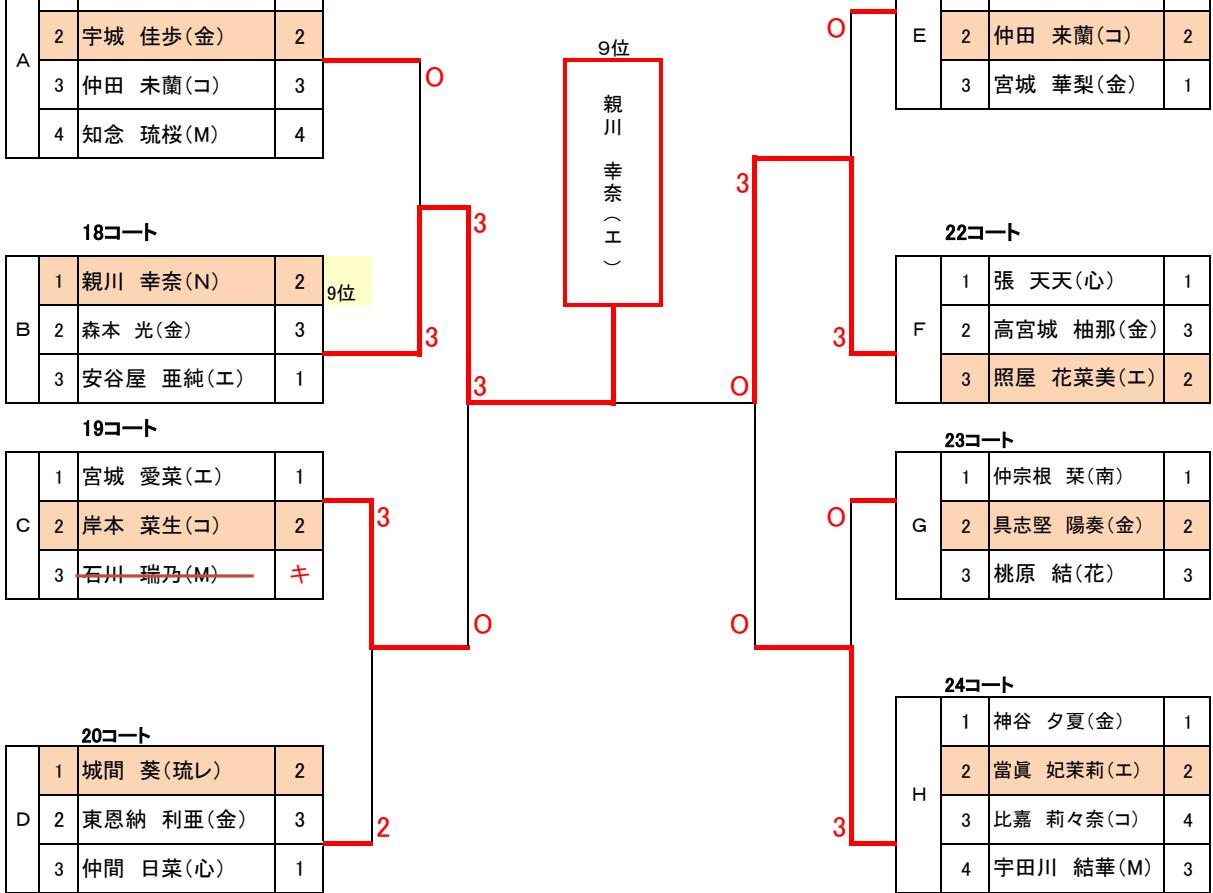 A
2 宇城 佳歩(金) 2
3 仲田 未蘭(コ) 3
4 知念 琉桜(M) 4
0
18コート
B
1 親川 幸奈(N) 2
9位
2 森本 光(金) 3
3 安谷屋 亜純(エ) 1
3
3
3
19コート
C
1 宮城 愛菜(エ) 1
2 岸本 菜生(コ) 2
3 石川 瑞乃(M) キ
3
0
20コート
D
1 城間 葵(琉レ) 2
2 東恩納 利亜(金) 3
3 仲間 日菜(心) 1
2
9位
親川 幸奈(エ)
0
E
2 仲田 来蘭(コ) 2
3 宮城 華梨(金) 1
3
22コート
F
1 張 天天(心) 1
2 高宮城 柚那(金) 3
3 照屋 花菜美(エ) 2
3
0
23コート
G
1 仲宗根 栞(南) 1
2 具志堅 陽奏(金) 2
3 桃原 結(花) 3
0
0
24コート
H
1 神谷 夕夏(金) 1
2 當眞 妃茉莉(エ) 2
3 比嘉 莉々奈(コ) 4
4 宇田川 結華(M) 3
3